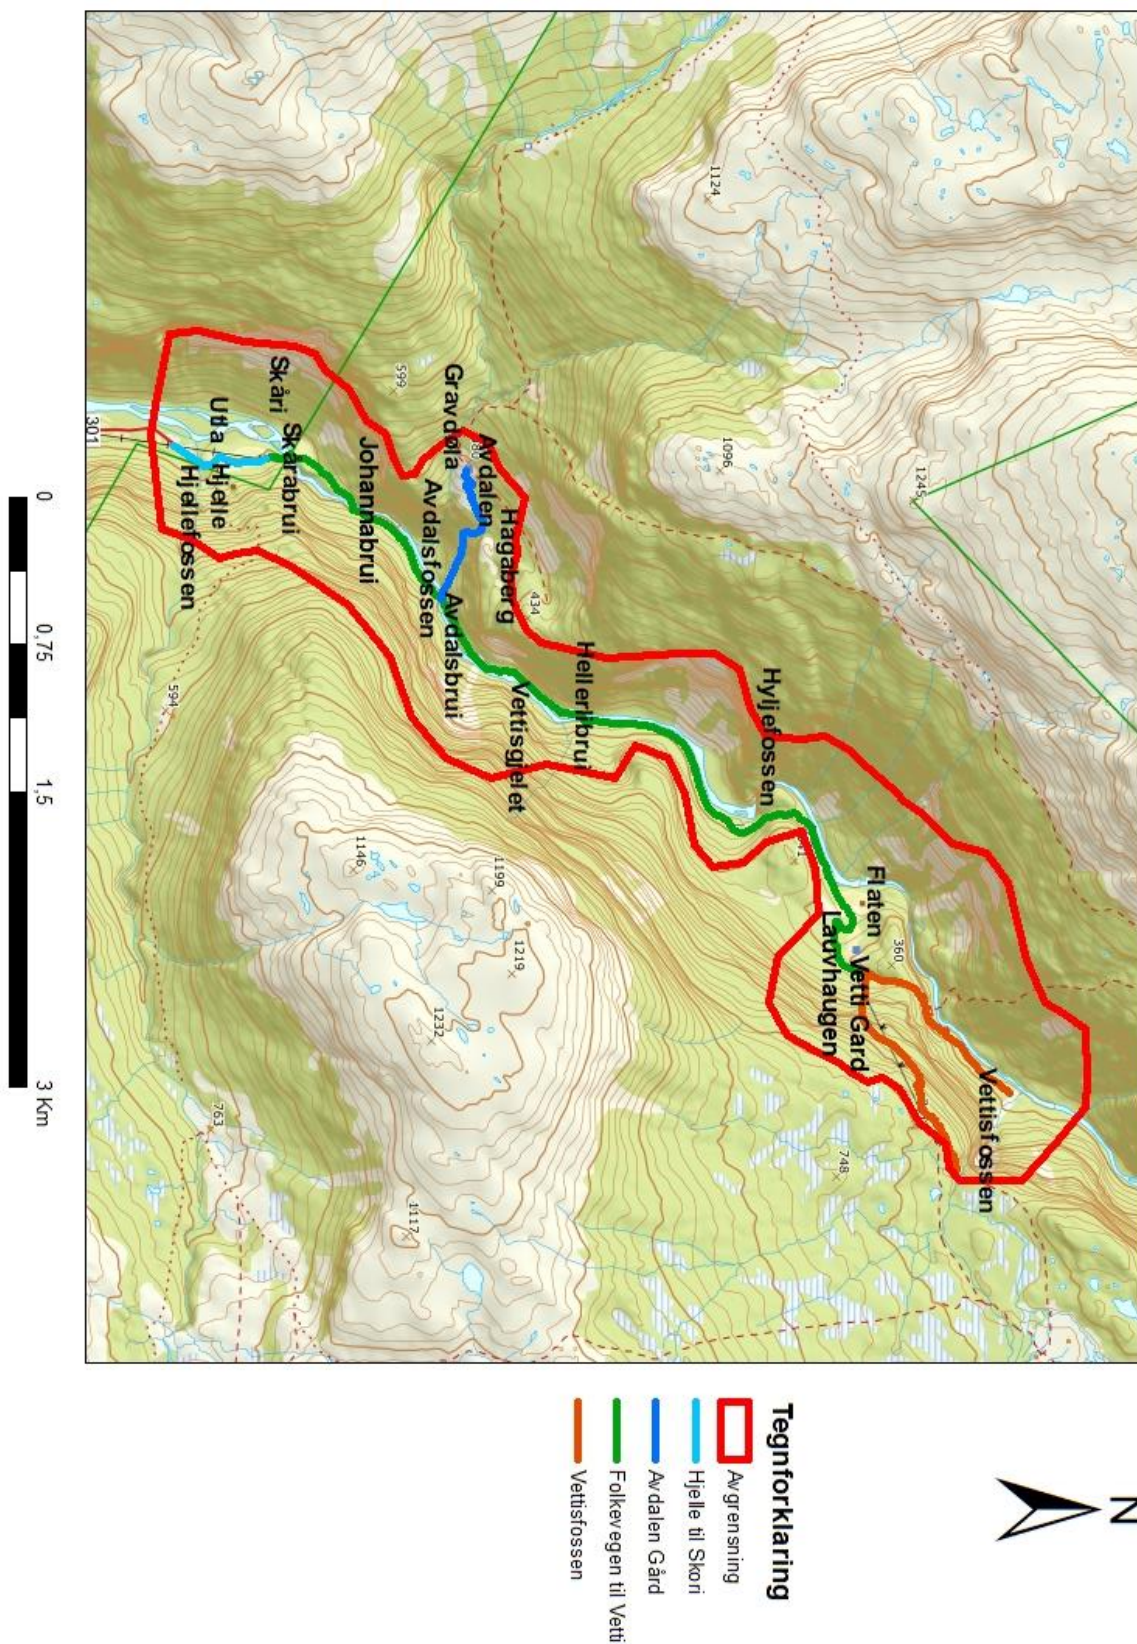 1124
1245
1096
599
434
Skåri
Skårabrui
Utla
Hjelle
Hjellefossen
Johannabrui
Gravdøla
Avdalen
Hagaberg
Avdalsfossen
Avdalsbrui
Vettisgjelet
Hellerlibrui
Hyljefossen
Flaten
360
Vetti Gard
Lauvhaugen
Vettisfossen
301
594
1146
1199
1219
1232
763
1117
748
0
0,75
1,5
3 Km
Tegnforklaring
Avgrensning
Hjelle til Skori
Avdalen Gård
Folkevegen til Vetti
Vettisfossen
N